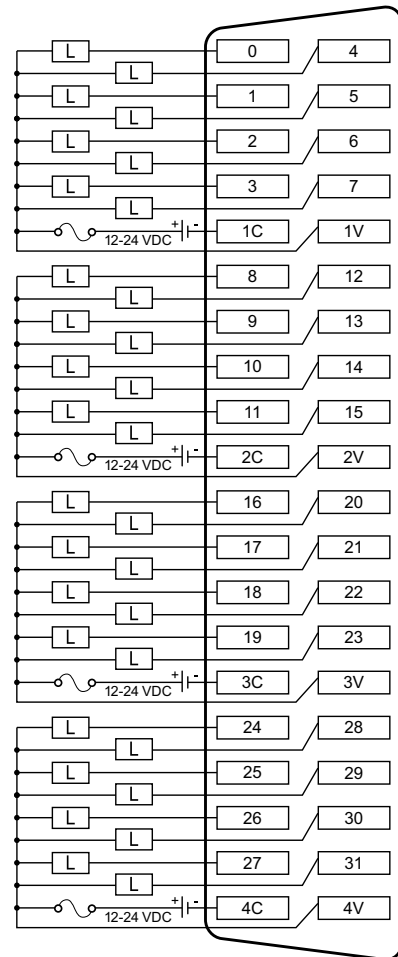 L 0 4
L
L 1 5
L
L 2 6
L
L 3 7
L
+ - 1C 1V
12-24 VDC
L 8 12
L
L 9 13
L
L 10 14
L
L 11 15
L
+ - 2C 2V
12-24 VDC
L 16 20
L
L 17 21
L
L 18 22
L
L 19 23
L
+ - 3C 3V
12-24 VDC
L 24 28
L
L 25 29
L
L 26 30
L
L 27 31
L
+ - 4C 4V
12-24 VDC